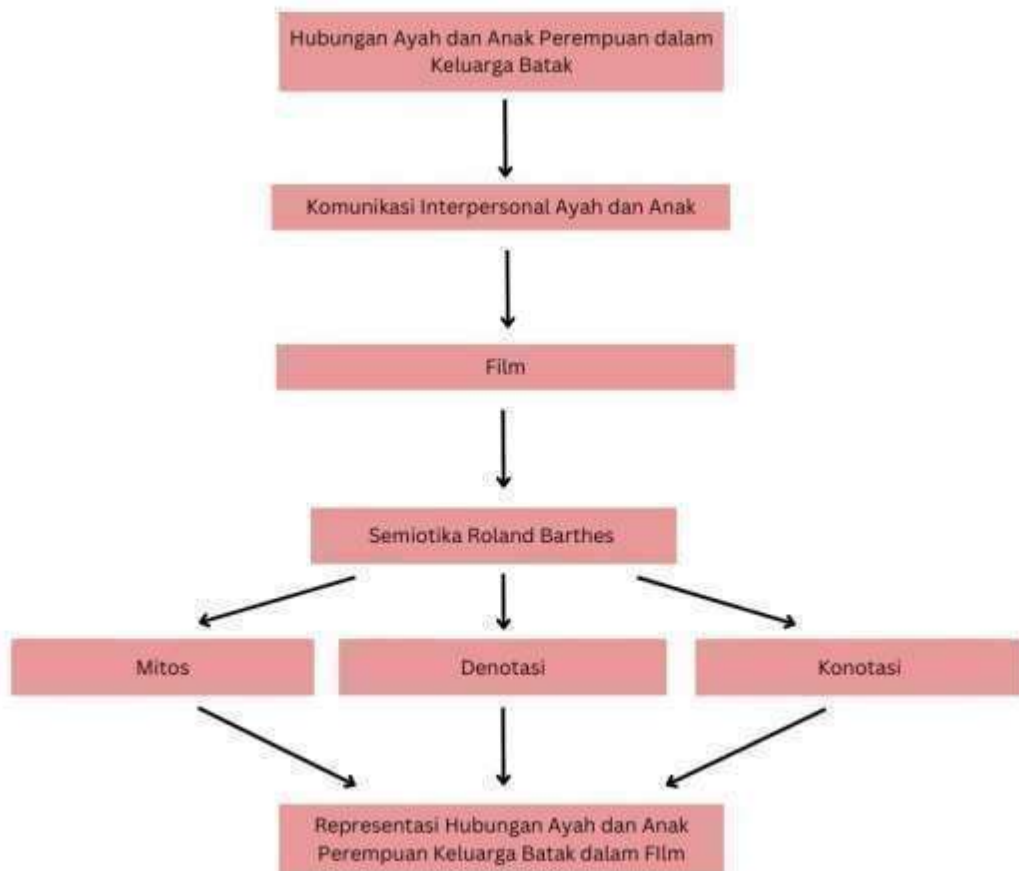 Hubungan Ayah dan Anak Perempuan dalam
Keluarga Batak
Komunikasi Interpersonal Ayah dan Anak
Film
Semiotika Roland Barthes
Mitos
Denotasi
Konotasi
Representasi Hubungan Ayah dan Anak
Perempuan Keluarga Batak dalam FIlm